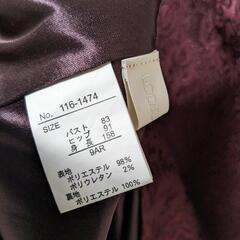 No. 116-1474
SIZE
バスト 83
ヒップ 91
身長 158
9AR
表地
ポリエステル 98%
ポリウレタン 2%
裏地
ポリエステル 100%